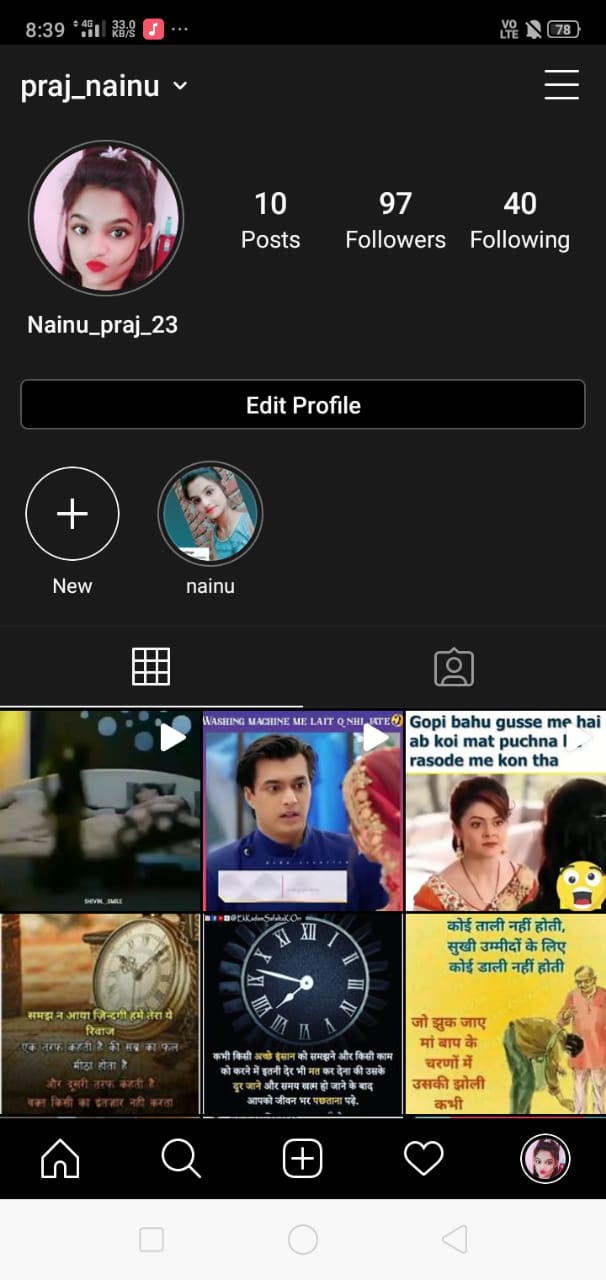 8:39 4G 33.0 KB/S ... VO LTE 78
praj_nainu
10 97 40
Posts Followers Following
Nainu_praj_23
Edit Profile
New nainu
SHIVIN._.SMILE
WASHING MACHINE ME LAIT Q NHI JATE
Gopi bahu gusse me hai
ab koi mat puchna
rasode me kon tha
समझ न आया ज़िन्दगी हमें तेरा ये
रिवाज
एक तरफ कहती है की सब्र का फल
मीठा होता है
और दूसरी तरफ कहती है
वक्त किसी का इंतजार नही करता
@EkKadamSafaltaKiOrr
XII
कभी किसी अच्छे इंसान को समझने और किसी काम
को करने में इतनी देर भी मत कर देना की उसके
दूर जाने और समय खत्म हो जाने के बाद
आपको जीवन भर पछताना पड़े.
कोई ताली नहीं होती,
सुखी उम्मीदों के लिए
कोई डाली नहीं होती
जो झुक जाए
मां बाप के
चरणों में
उसकी झोली
कभी